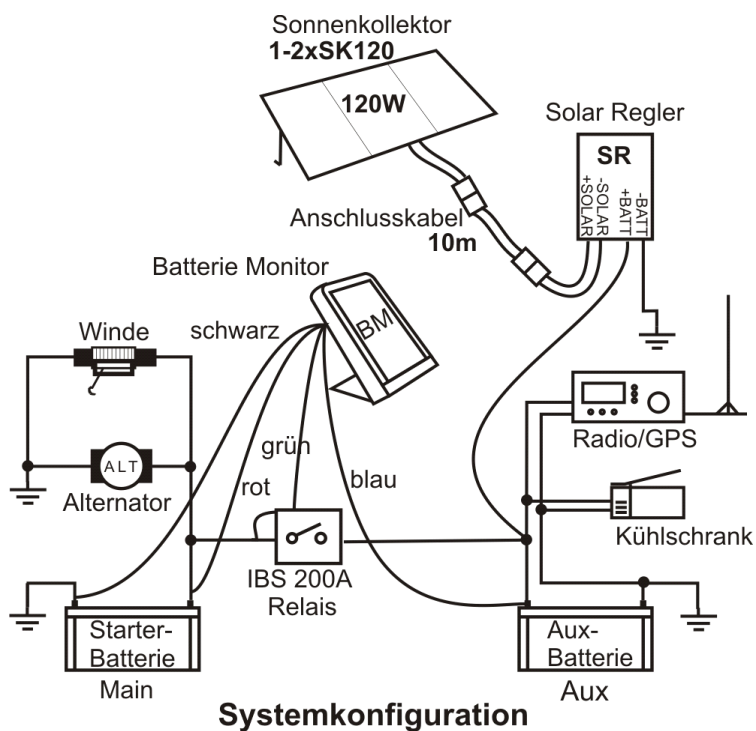 Sonnenkollektor
1-2xSK120
120W
Solar Regler
SR
+SOLAR
-SOLAR
+BATT
-BATT
Anschlusskabel
10m
Batterie Monitor
BM
Winde
schwarz
ALT
Alternator
grün
rot
blau
Radio/GPS
Kühlschrank
IBS 200A
Relais
Starter-
Batterie
Main
Aux-
Batterie
Aux
Systemkonfiguration